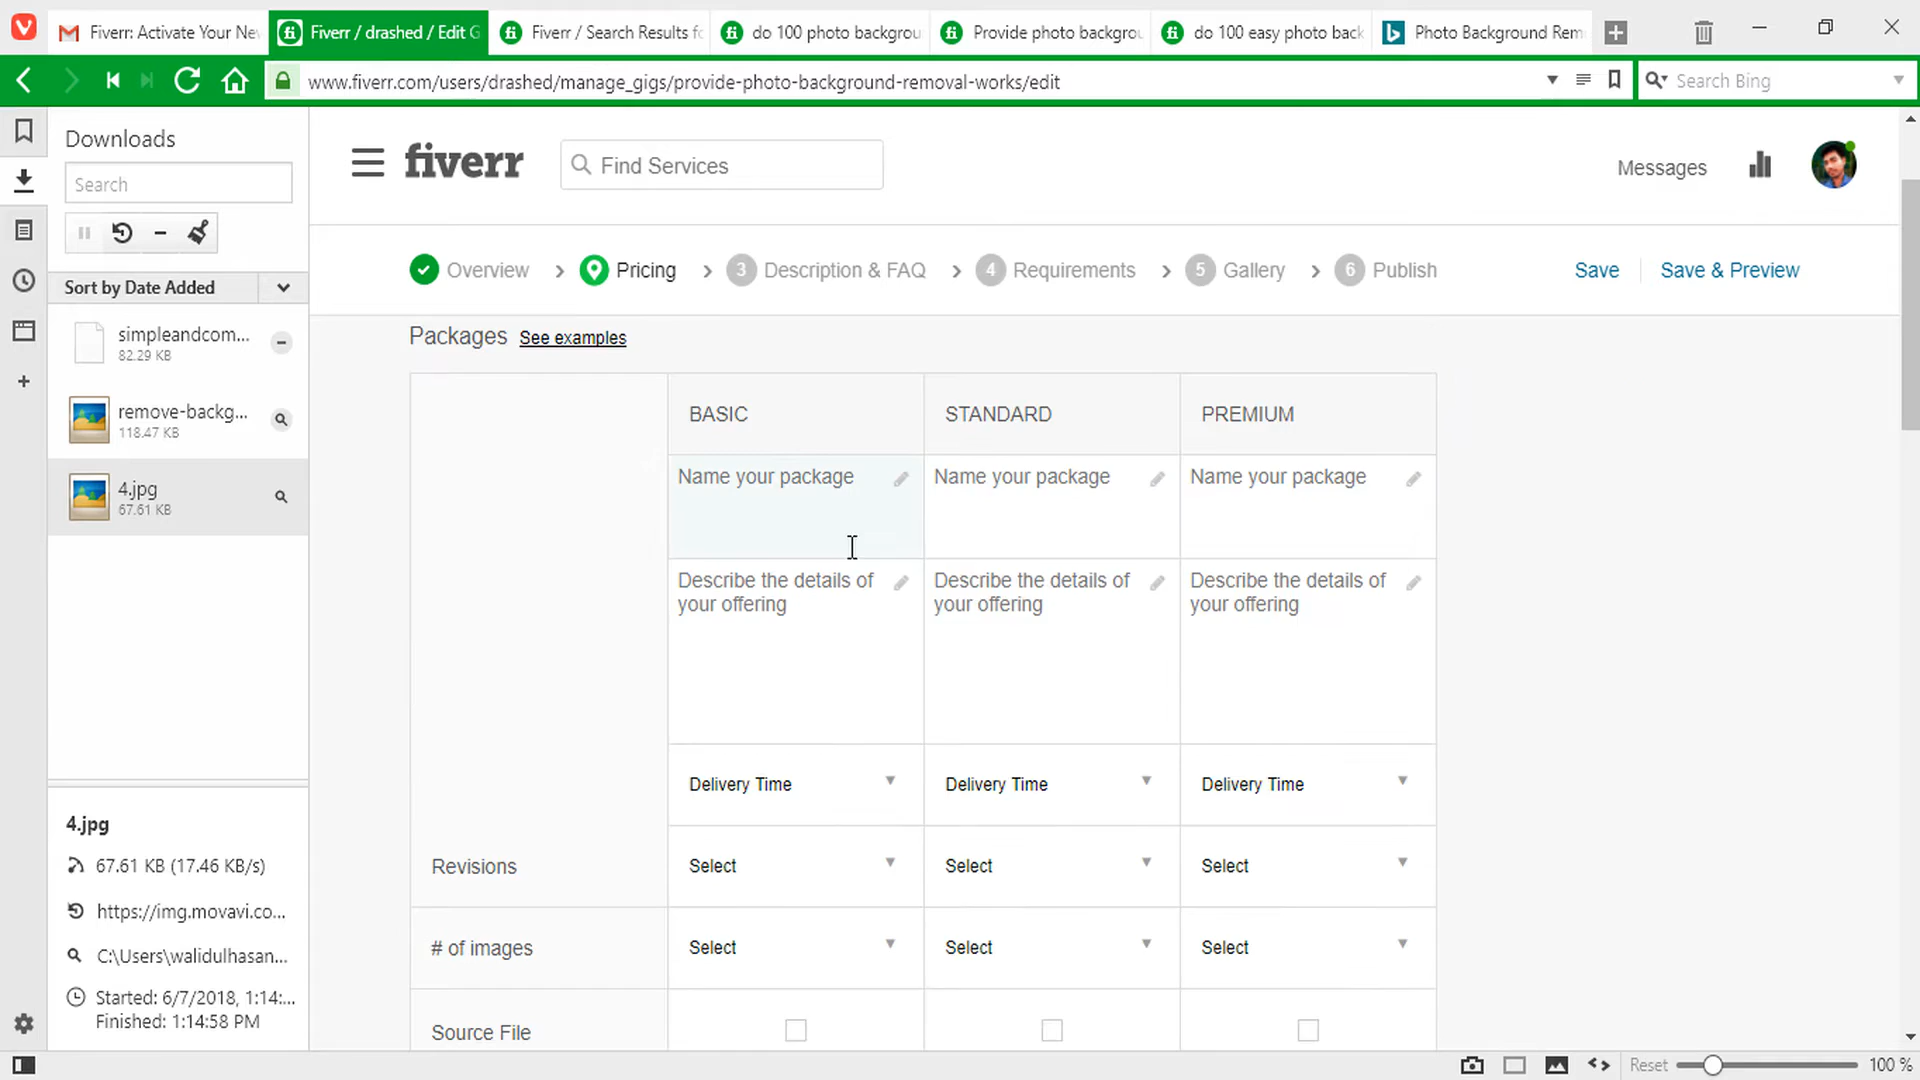 Fiverr: Activate Your Nev
Fiverr / drashed / Edit G
Fiverr / Search Results fo
do 100 photo backgrou
Provide photo backgrou
do 100 easy photo back
Photo Background Rem
www.fiverr.com/users/drashed/manage_gigs/provide-photo-background-removal-works/edit
Search Bing
Downloads
Search
Sort by Date Added
simpleandcom...
82.29 KB
remove-backg...
118.47 KB
4.jpg
67.61 KB
4.jpg
67.61 KB (17.46 KB/s)
https://img.movavi.co...
C:\Users\walidulhasan...
Started: 6/7/2018, 1:14:...
Finished: 1:14:58 PM
fiverr
Find Services
Messages
Overview
Pricing
3 Description & FAQ
4 Requirements
5 Gallery
6 Publish
Save
Save & Preview
Packages See examples
BASIC STANDARD PREMIUM
Name your package Name your package Name your package
Describe the details of Describe the details of Describe the details of
your offering your offering your offering
Delivery Time Delivery Time Delivery Time
Revisions Select Select Select
# of images Select Select Select
Source File
Reset 100 %